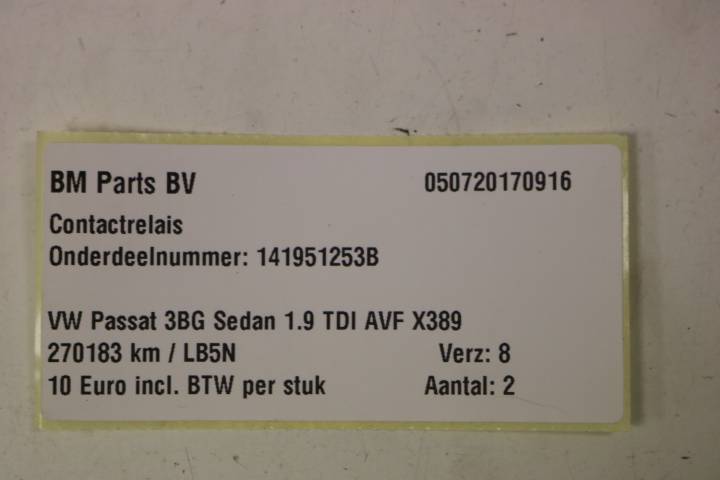 BM Parts BV 050720170916
Contactrelais
Onderdeelnummer: 141951253B
VW Passat 3BG Sedan 1.9 TDI AVF X389
270183 km / LB5N Verz: 8
10 Euro incl. BTW per stuk Aantal: 2